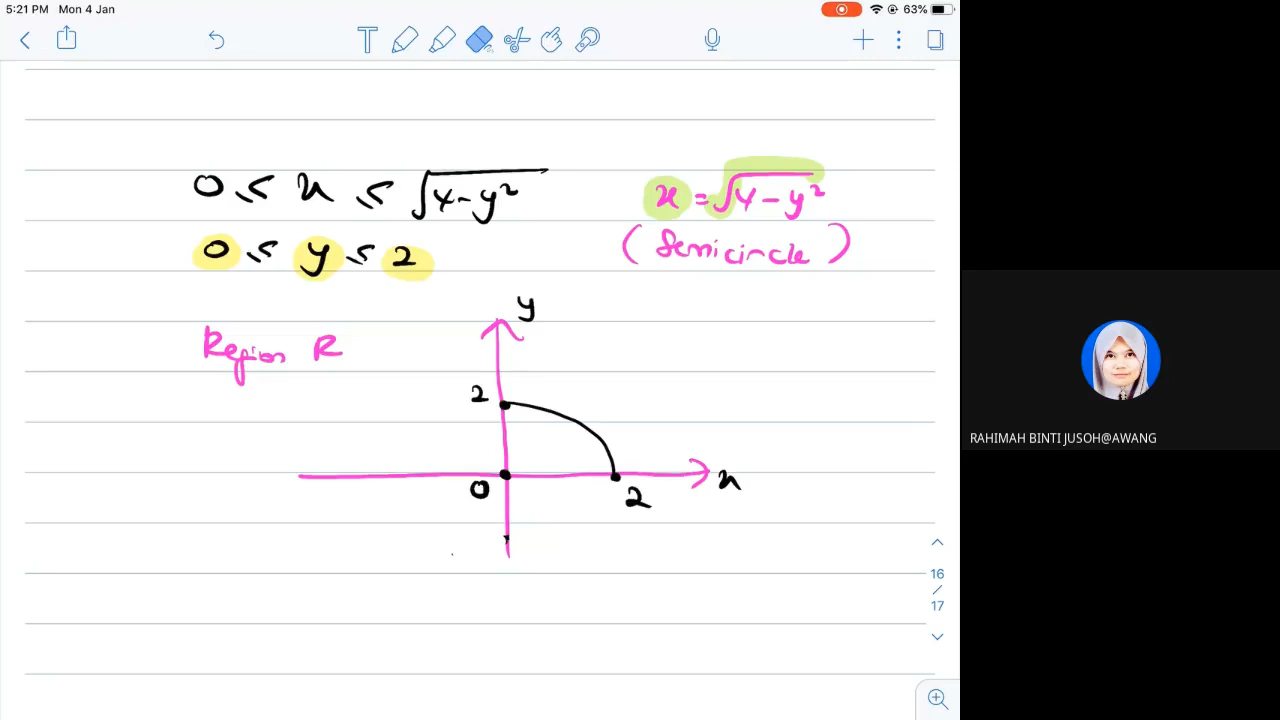 5:21 PM Mon 4 Jan
63%
0 ≤ x ≤ √4-y²
x = √4-y²
(Semicircle)
0 ≤ y ≤ 2
y
Region R
2
0
2
x
16
/
17
RAHIMAH BINTI JUSOH@AWANG